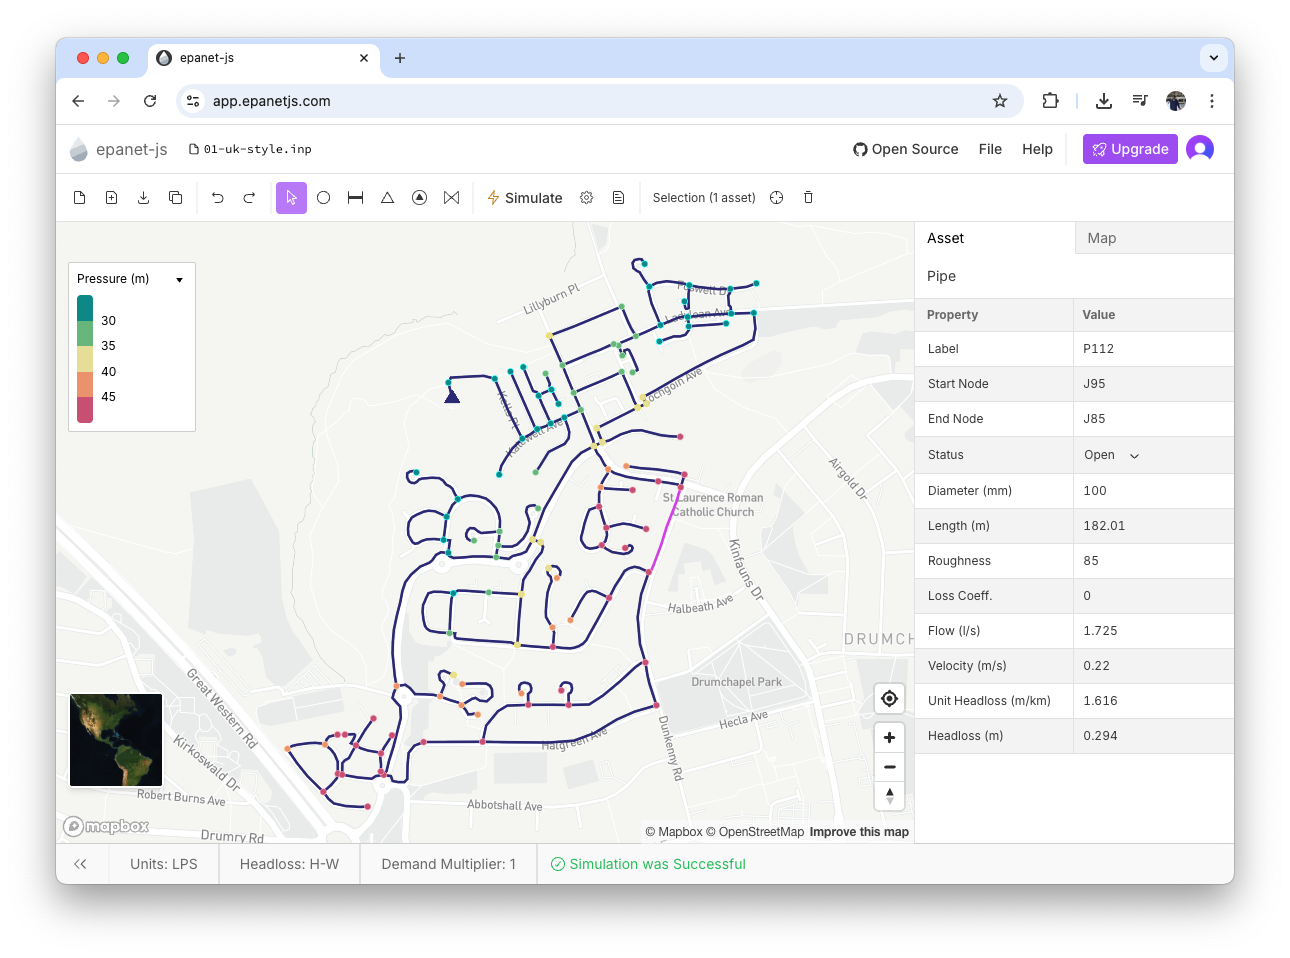 epanet-js
app.epanetjs.com
epanet-js
01-uk-style.inp
Open Source
File
Help
Upgrade
Simulate
Selection (1 asset)
Pressure (m)
30
35
40
45
Lillyburn Pl
Ladyloan Ave
Lochgoin Ave
Kells Pl
Katewell Ave
St Laurence Roman
Catholic Church
Airgold Dr
Kinfauns Dr
Halbeath Ave
DRUMCH
Drumchapel Park
Hecla Ave
Dunkenny Rd
Halgreen Ave
Great Western Rd
Kirkoswald Dr
Robert Burns Ave
Abbotshall Ave
Drumry Rd
mapbox
© Mapbox © OpenStreetMap Improve this map
Asset
Map
Pipe
Property Value
Label P112
Start Node J95
End Node J85
Status Open
Diameter (mm) 100
Length (m) 182.01
Roughness 85
Loss Coeff. 0
Flow (l/s) 1.725
Velocity (m/s) 0.22
Unit Headloss (m/km) 1.616
Headloss (m) 0.294
Units: LPS
Headloss: H-W
Demand Multiplier: 1
Simulation was Successful